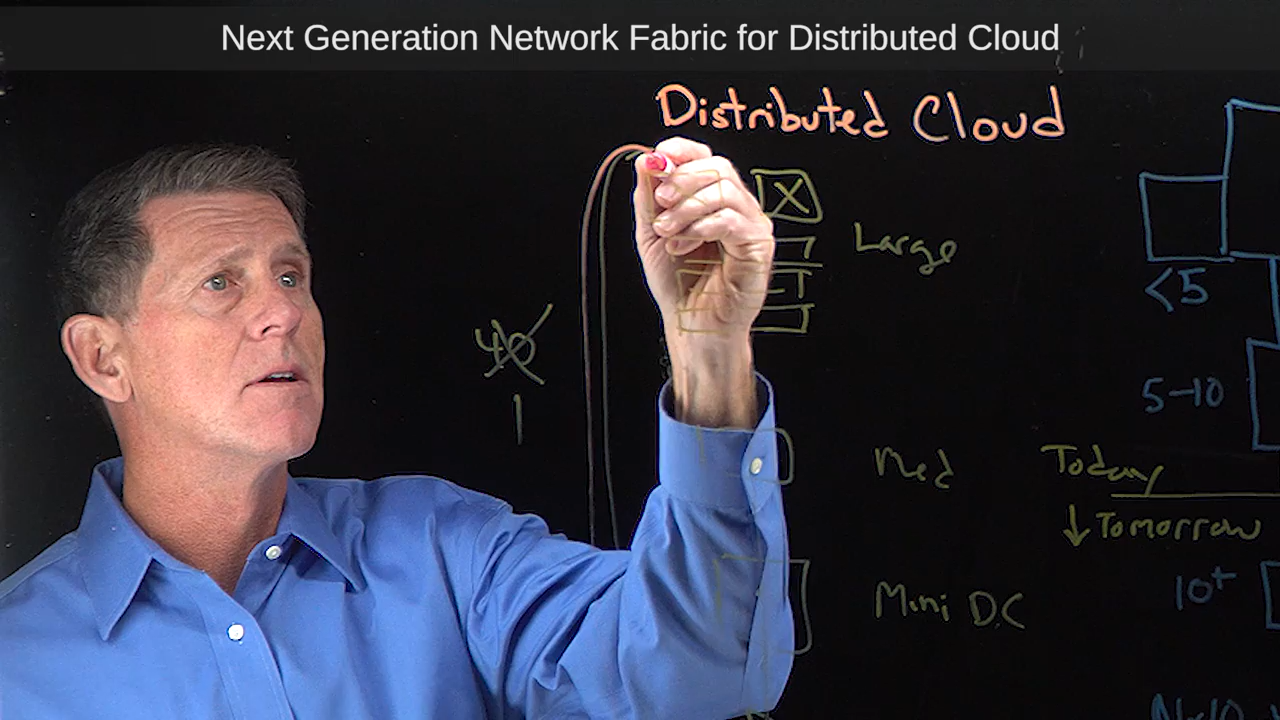 Next Generation Network Fabric for Distributed Cloud
Distributed Cloud
X
Large
<5
40
1
5-10
Med
Today
↓ Tomorrow
10+
Mini DC